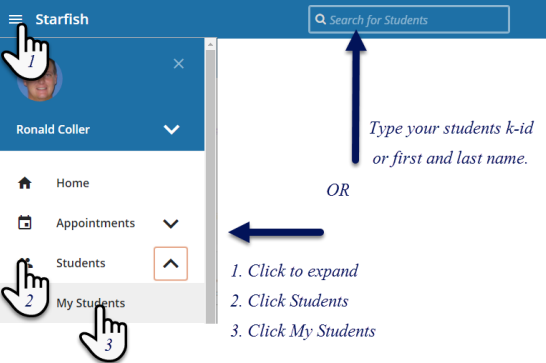 Starfish
Search for Students
1
Ronald Coller
Type your students k-id
or first and last name.
Home
OR
Appointments
Students
1. Click to expand
2
My Students
2. Click Students
3
3. Click My Students